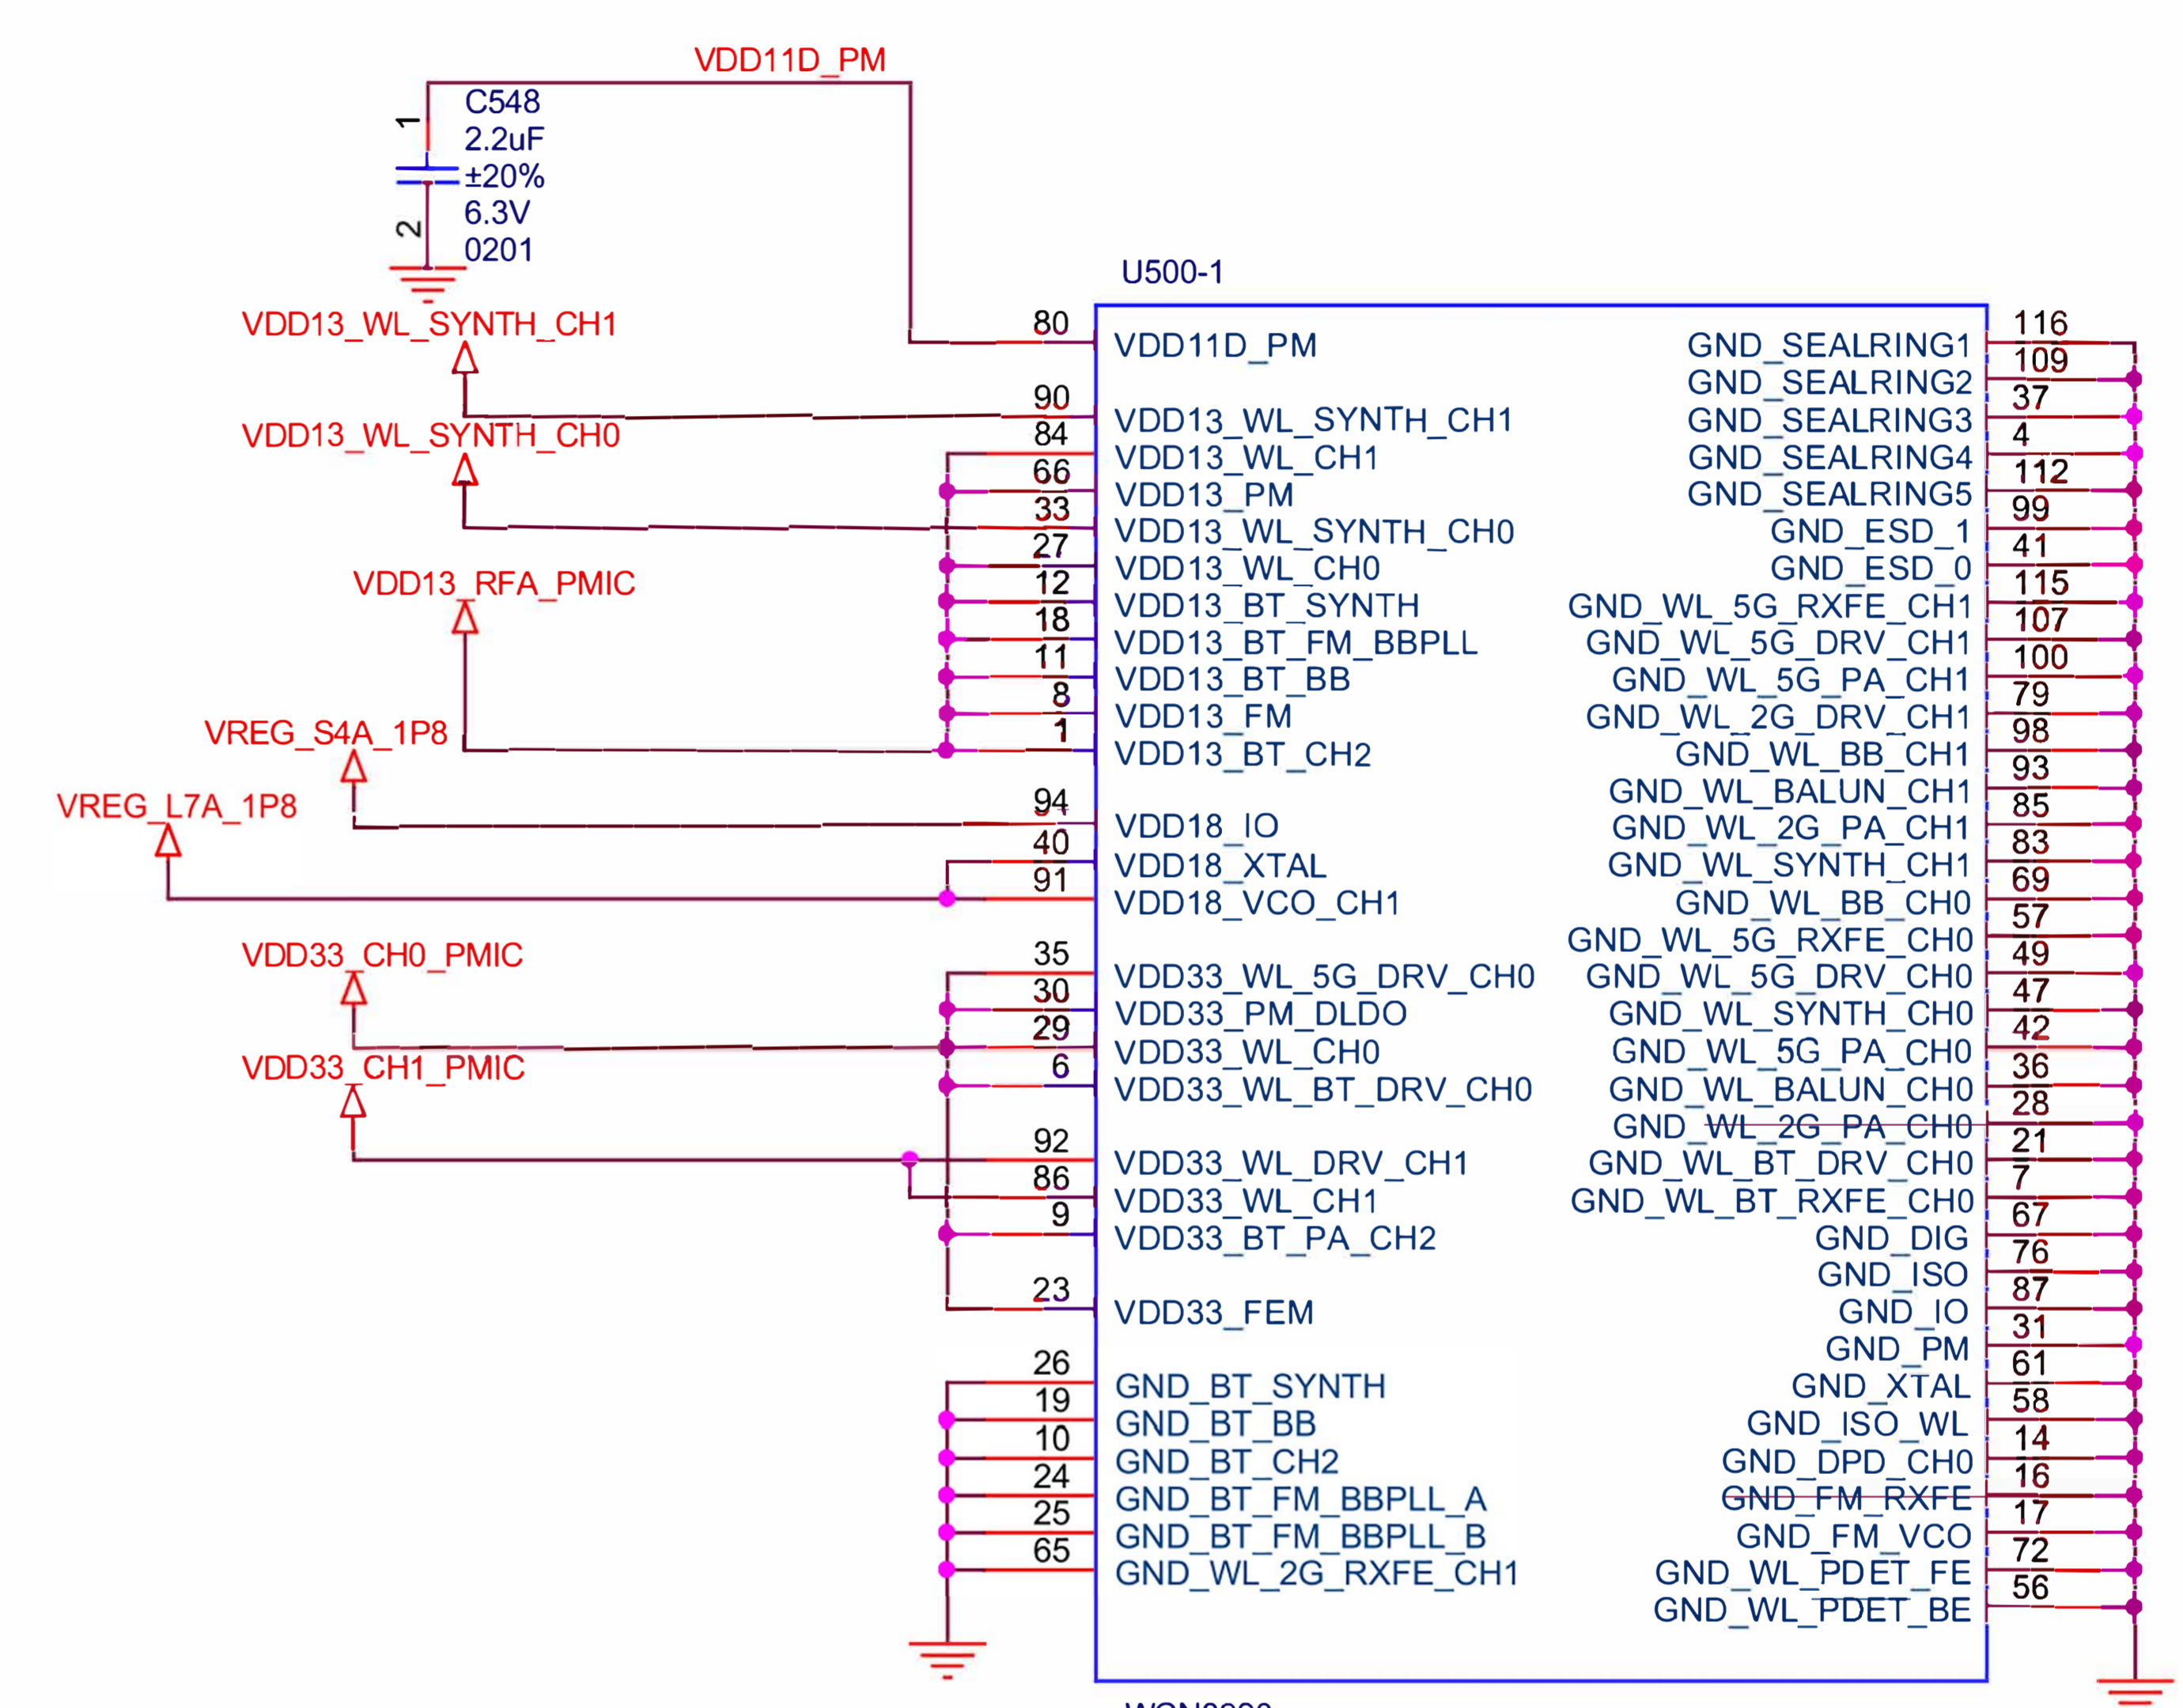 VDD11D_PM
1
C548
2.2uF
±20%
6.3V
0201
2
U500-1
VDD13_WL_SYNTH_CH1
VDD13_WL_SYNTH_CH0
VDD13_RFA_PMIC
VREG_S4A_1P8
VREG_L7A_1P8
VDD33_CH0_PMIC
VDD33_CH1_PMIC
80 VDD11D_PM
90 VDD13_WL_SYNTH_CH1
84 VDD13_WL_CH1
66 VDD13_PM
33 VDD13_WL_SYNTH_CH0
27 VDD13_WL_CH0
12 VDD13_BT_SYNTH
18 VDD13_BT_FM_BBPLL
11 VDD13_BT_BB
8 VDD13_FM
1 VDD13_BT_CH2
94 VDD18_IO
40 VDD18_XTAL
91 VDD18_VCO_CH1
35 VDD33_WL_5G_DRV_CH0
30 VDD33_PM_DLDO
29 VDD33_WL_CH0
6 VDD33_WL_BT_DRV_CH0
92 VDD33_WL_DRV_CH1
86 VDD33_WL_CH1
9 VDD33_BT_PA_CH2
23 VDD33_FEM
26 GND_BT_SYNTH
19 GND_BT_BB
10 GND_BT_CH2
24 GND_BT_FM_BBPLL_A
25 GND_BT_FM_BBPLL_B
65 GND_WL_2G_RXFE_CH1
GND_SEALRING1 116
GND_SEALRING2 109
GND_SEALRING3 37
GND_SEALRING4 4
GND_SEALRING5 112
GND_ESD_1 99
GND_ESD_0 41
GND_WL_5G_RXFE_CH1 115
GND_WL_5G_DRV_CH1 107
GND_WL_5G_PA_CH1 100
GND_WL_2G_DRV_CH1 79
GND_WL_BB_CH1 98
GND_WL_BALUN_CH1 93
GND_WL_2G_PA_CH1 85
GND_WL_SYNTH_CH1 83
GND_WL_BB_CH0 69
GND_WL_5G_RXFE_CH0 57
GND_WL_5G_DRV_CH0 49
GND_WL_SYNTH_CH0 47
GND_WL_5G_PA_CH0 42
GND_WL_BALUN_CH0 36
GND_WL_2G_PA_CH0 28
GND_WL_BT_DRV_CH0 21
GND_WL_BT_RXFE_CH0 7
GND_DIG 67
GND_ISO 76
GND_IO 87
GND_PM 31
GND_XTAL 61
GND_ISO_WL 58
GND_DPD_CH0 14
GND_FM_RXFE 16
GND_FM_VCO 17
GND_WL_PDET_FE 72
GND_WL_PDET_BE 56